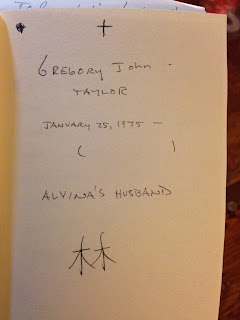 GREGORY John
TAYLOR
JANUARY 25, 1975 -
( )
ALVINA'S HUSBAND
林